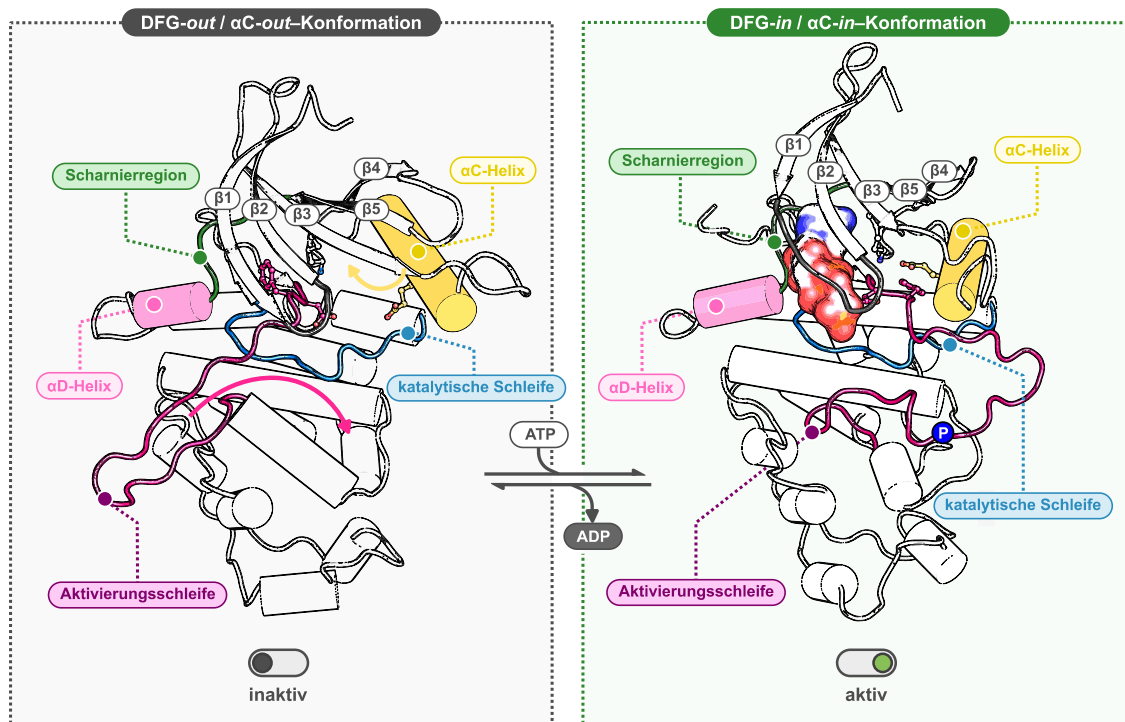 DFG-out / αC-out–Konformation
β4
αC-Helix
Scharnierregion
β1
β2
β3
β5
αD-Helix
katalytische Schleife
Aktivierungsschleife
inaktiv
ATP
ADP
DFG-in / αC-in–Konformation
β1
αC-Helix
Scharnierregion
β2
β3
β5
β4
αD-Helix
P
katalytische Schleife
Aktivierungsschleife
aktiv